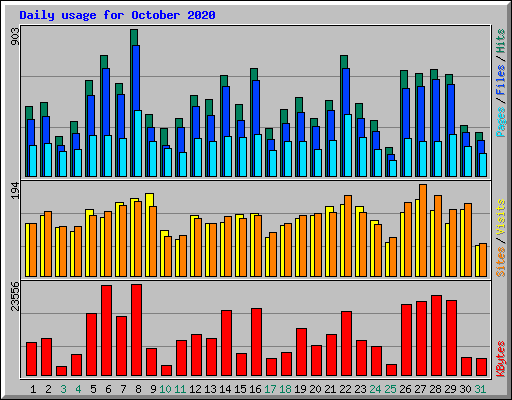 Daily usage for October 2020
903
Pages / Files / Hits
194
Sites / Visits
23556
KBytes
1 2 3 4 5 6 7 8 9 10 11 12 13 14 15 16 17 18 19 20 21 22 23 24 25 26 27 28 29 30 31